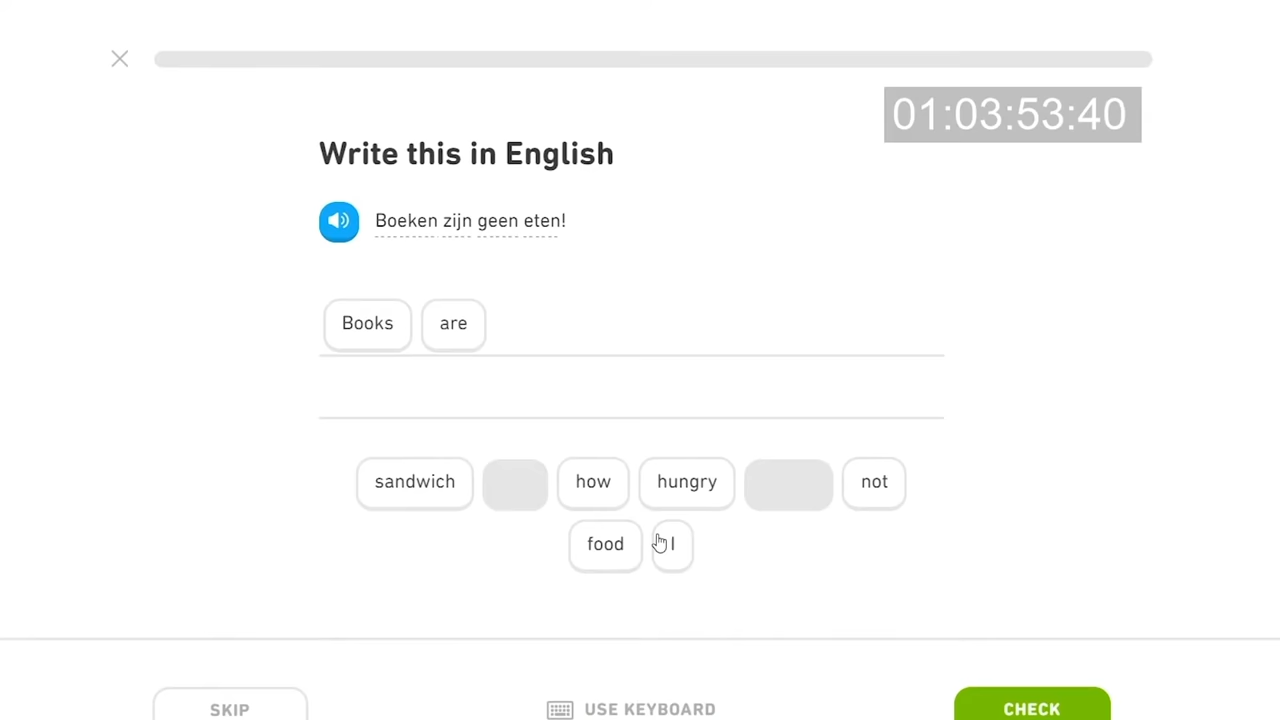 01:03:53:40
Write this in English
Boeken zijn geen eten!
Books are
sandwich how hungry not
food I
SKIP USE KEYBOARD CHECK